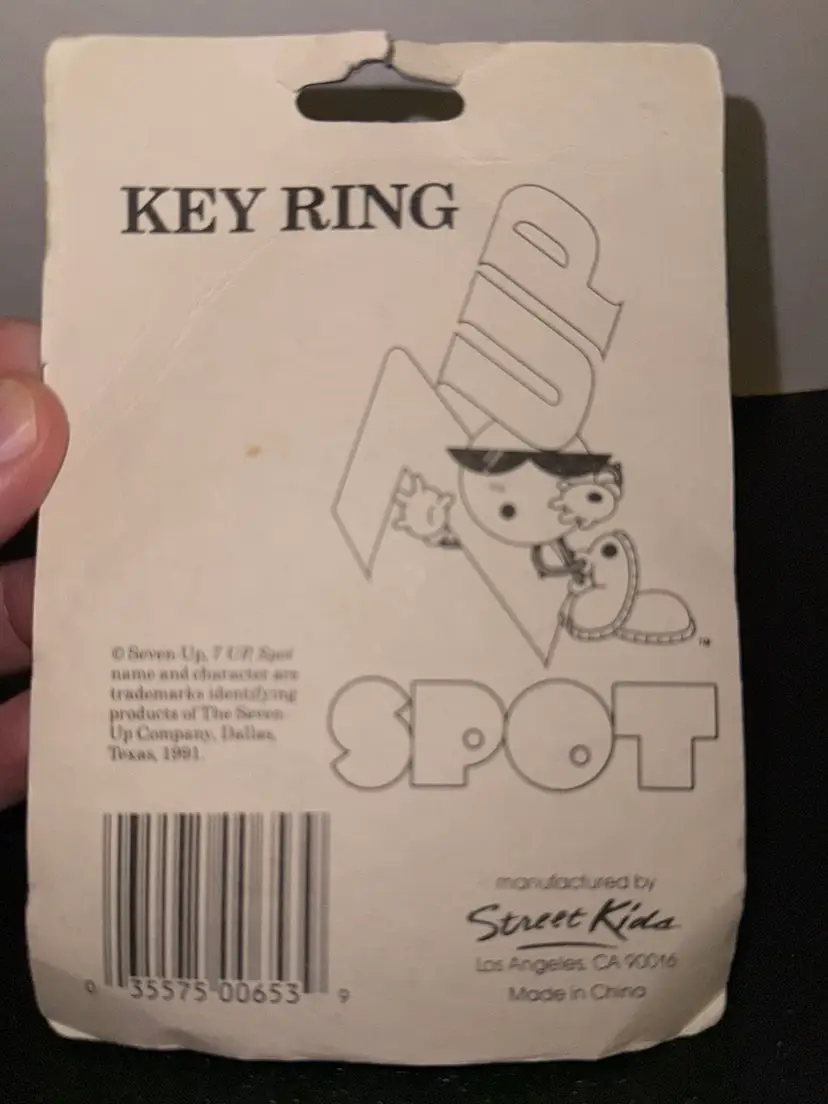 KEY RING
7 UP
SPOT
™
© Seven-Up, 7 UP, Spot
name and character are
trademarks identifying
products of The Seven-
Up Company, Dallas,
Texas, 1991.
0 35575 00653 9
manufactured by
Street Kids
Los Angeles, CA 90016
Made in China